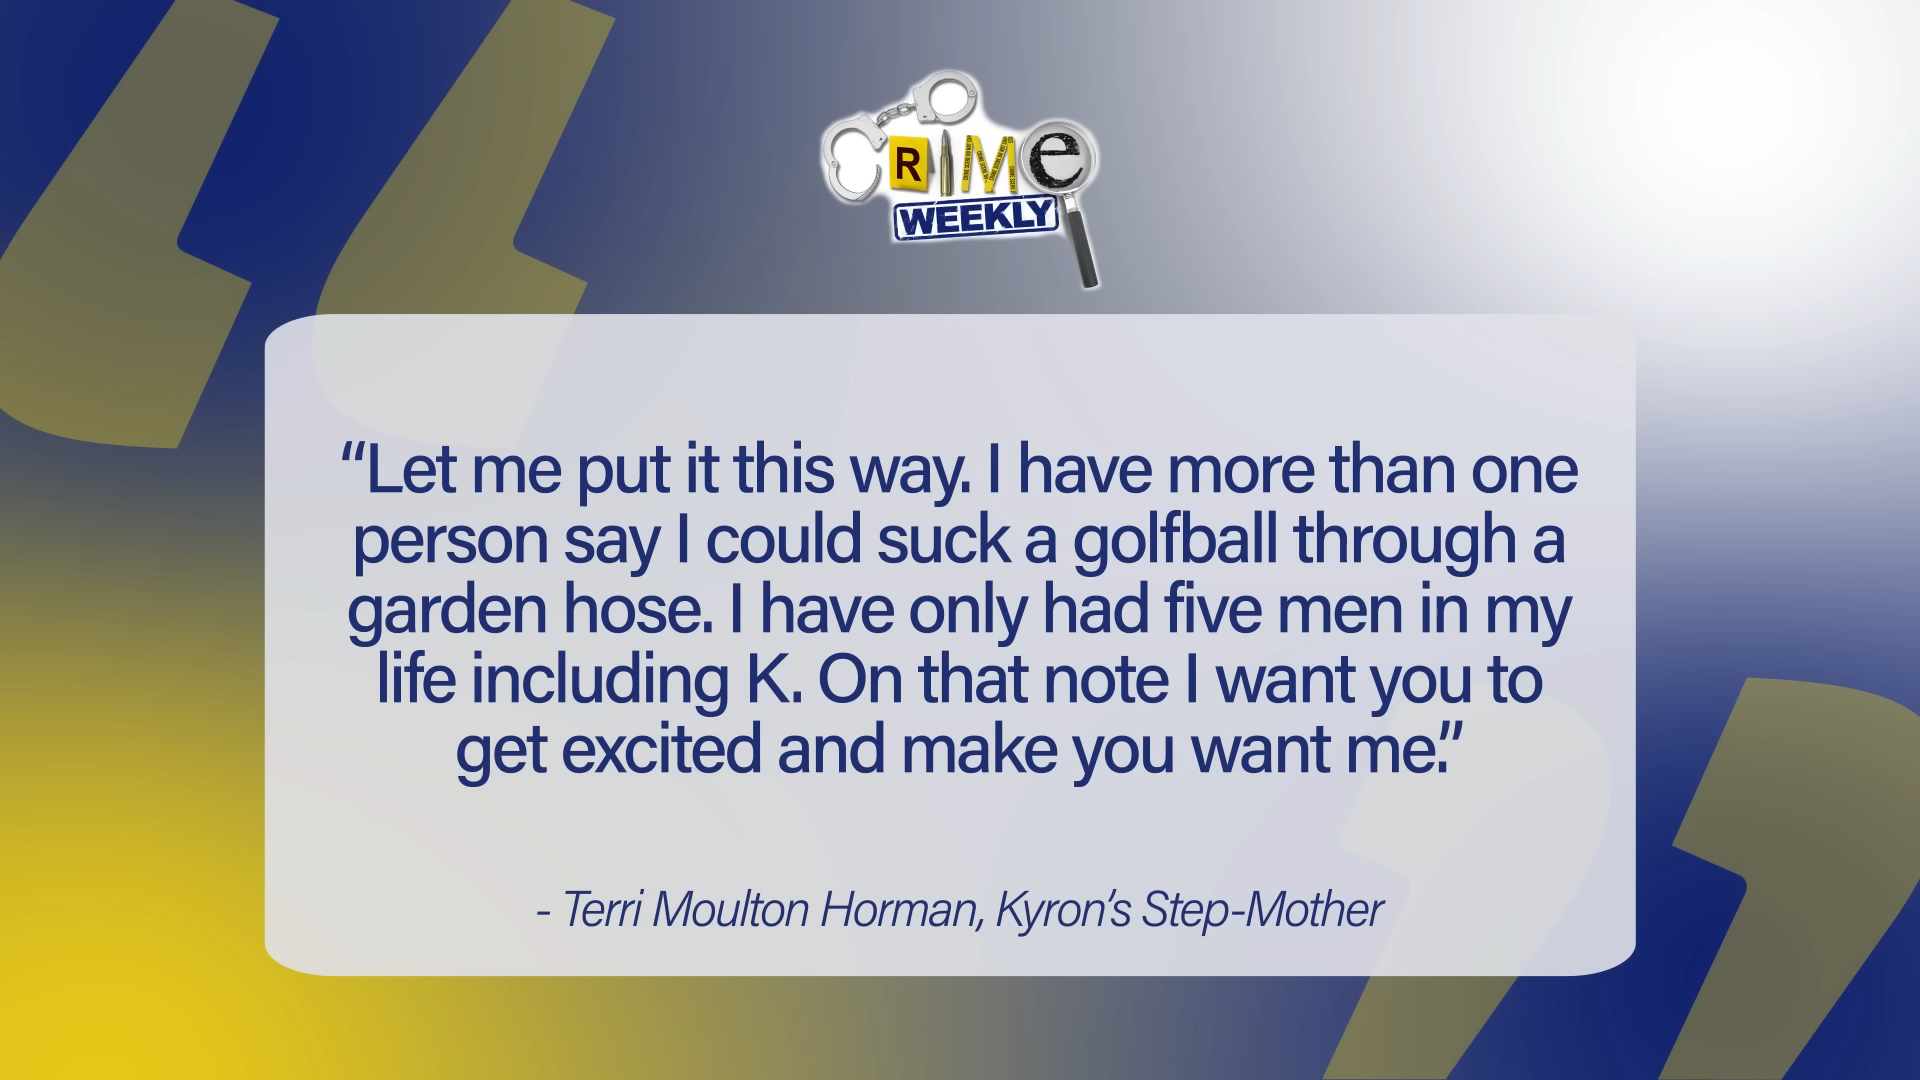 CRIMe
WEEKLY
“Let me put it this way. I have more than one
person say I could suck a golfball through a
garden hose. I have only had five men in my
life including K. On that note I want you to
get excited and make you want me.”
- Terri Moulton Horman, Kyron’s Step-Mother